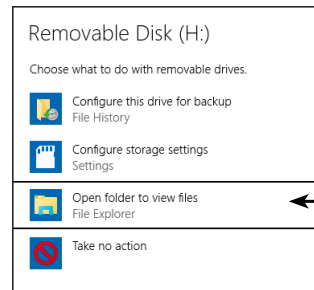 Removable Disk (H:)
Choose what to do with removable drives.
Configure this drive for backup
File History
Configure storage settings
Settings
Open folder to view files
File Explorer
Take no action